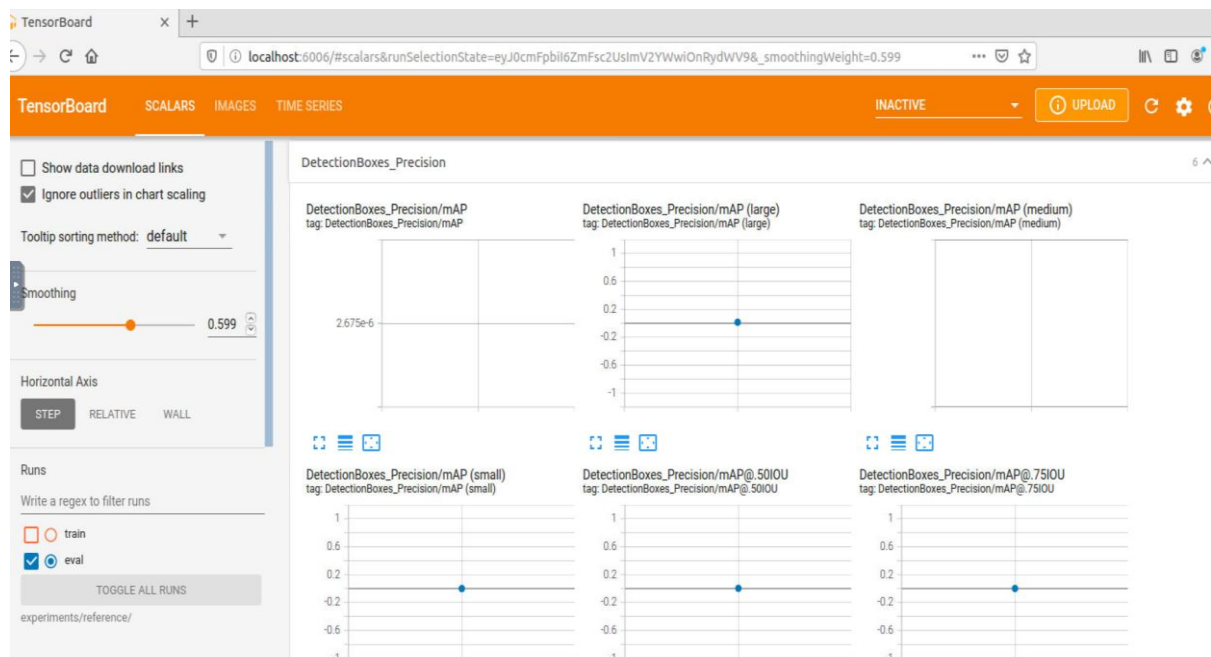 TensorBoard
localhost:6006/#scalars&runSelectionState=eyJ0cmFpbiI6ZmFsc2UsImV2YWwiOnRydWV9&_smoothingWeight=0.599
TensorBoard SCALARS IMAGES TIME SERIES INACTIVE UPLOAD
Show data download links
Ignore outliers in chart scaling
Tooltip sorting method: default
Smoothing
0.599
Horizontal Axis
STEP RELATIVE WALL
Runs
Write a regex to filter runs
train
eval
TOGGLE ALL RUNS
experiments/reference/
DetectionBoxes_Precision 6
DetectionBoxes_Precision/mAP
tag: DetectionBoxes_Precision/mAP
2.675e-6
DetectionBoxes_Precision/mAP (large)
tag: DetectionBoxes_Precision/mAP (large)
1
0.6
0.2
-0.2
-0.6
-1
DetectionBoxes_Precision/mAP (medium)
tag: DetectionBoxes_Precision/mAP (medium)
DetectionBoxes_Precision/mAP (small)
tag: DetectionBoxes_Precision/mAP (small)
1
0.6
0.2
-0.2
-0.6
-1
DetectionBoxes_Precision/mAP@.50IOU
tag: DetectionBoxes_Precision/mAP@.50IOU
1
0.6
0.2
-0.2
-0.6
-1
DetectionBoxes_Precision/mAP@.75IOU
tag: DetectionBoxes_Precision/mAP@.75IOU
1
0.6
0.2
-0.2
-0.6
-1